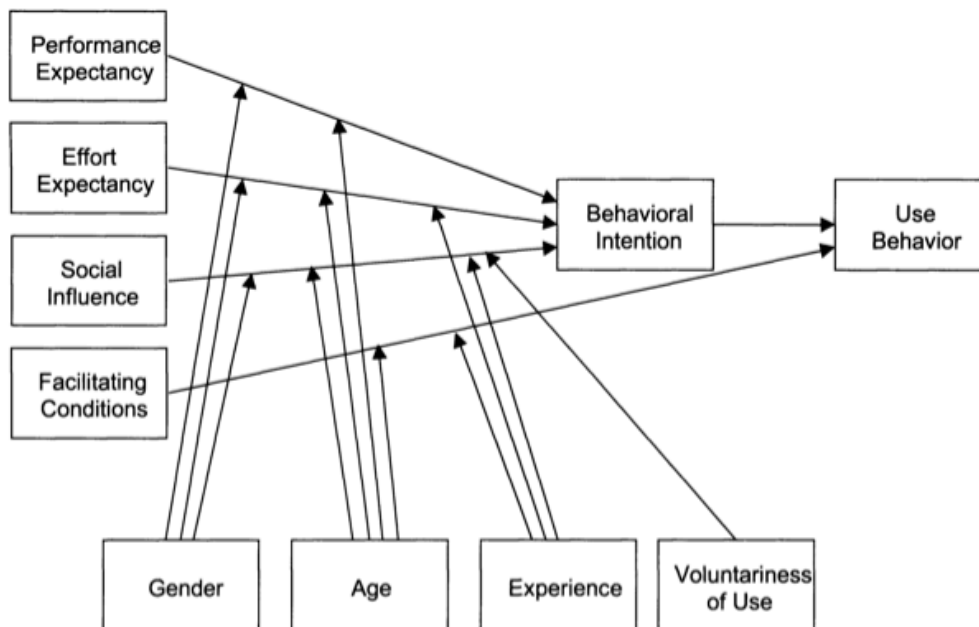 Performance
Expectancy
Effort
Expectancy
Social
Influence
Facilitating
Conditions
Behavioral
Intention
Use
Behavior
Gender
Age
Experience
Voluntariness
of Use